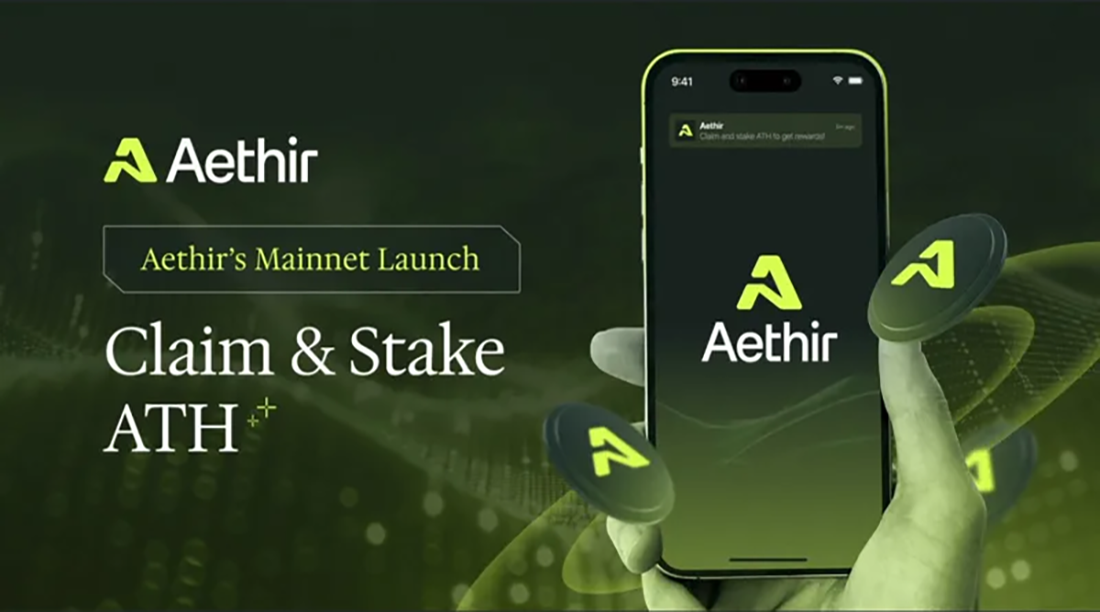 Aethir
Aethir's Mainnet Launch
Claim & Stake
ATH
9:41
Aethir
Claim and stake ATH to get rewards!
Aethir